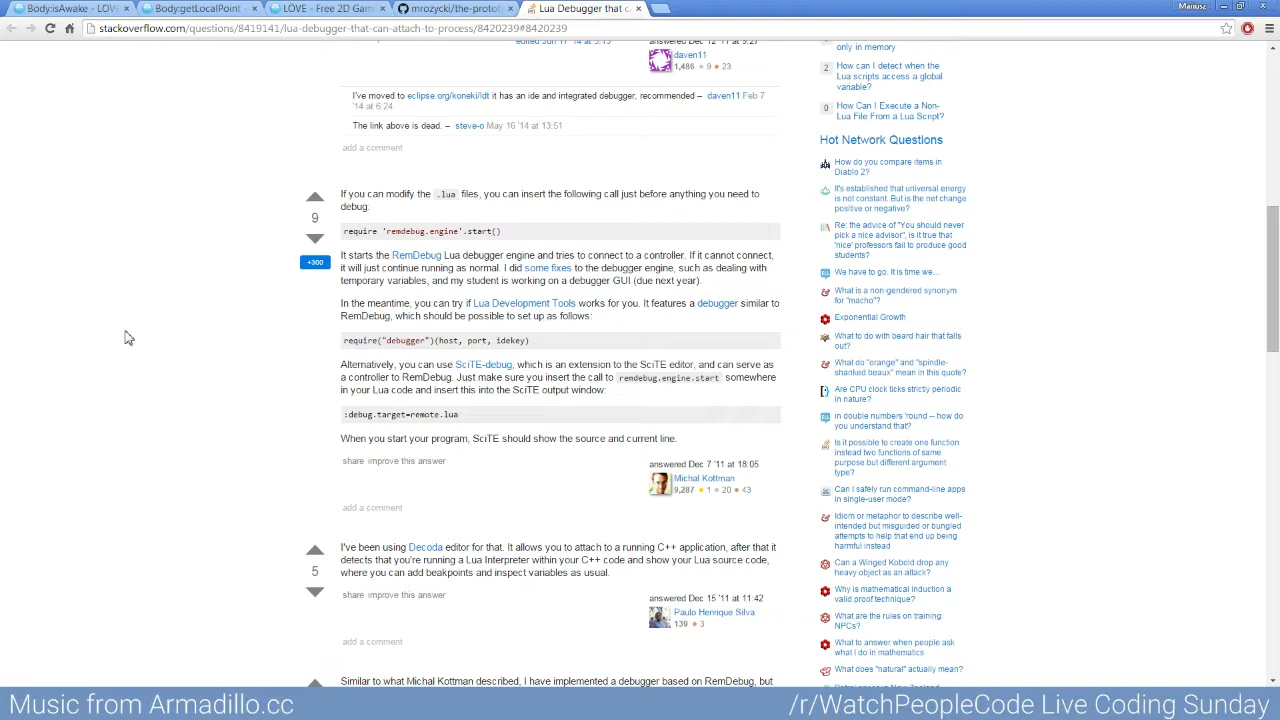 Body:isAwake - LOVE
Body:getLocalPoint -
LÖVE - Free 2D Gam
mrozycki/the-protot
Lua Debugger that c
Mariusz
stackoverflow.com/questions/8419141/lua-debugger-that-can-attach-to-process/8420239#8420239
answered Dec 12 '11 at 9:27
daven11
1,486 9 23
I've moved to eclipse.org/koneki/ldt it has an ide and integrated debugger, recommended – daven11 Feb 7
'14 at 6:24
The link above is dead. – steve-o May 16 '14 at 13:51
add a comment
9
+300
If you can modify the .lua files, you can insert the following call just before anything you need to
debug:
require 'remdebug.engine'.start()
It starts the RemDebug Lua debugger engine and tries to connect to a controller. If it cannot connect,
it will just continue running as normal. I did some fixes to the debugger engine, such as dealing with
temporary variables, and my student is working on a debugger GUI (due next year).
In the meantime, you can try if Lua Development Tools works for you. It features a debugger similar to
RemDebug, which should be possible to set up as follows:
require("debugger")(host, port, idekey)
Alternatively, you can use SciTE-debug, which is an extension to the SciTE editor, and can serve as
a controller to RemDebug. Just make sure you insert the call to remdebug.engine.start somewhere
in your Lua code and insert this into the SciTE output window:
:debug.target=remote.lua
When you start your program, SciTE should show the source and current line.
share improve this answer
answered Dec 7 '11 at 18:05
Michal Kottman
9,287 1 20 43
add a comment
5
I've been using Decoda editor for that. It allows you to attach to a running C++ application, after that it
detects that you're running a Lua Interpreter within your C++ code and show your Lua source code,
where you can add beakpoints and inspect variables as usual.
share improve this answer
answered Dec 15 '11 at 11:42
Paulo Henrique Silva
139 3
add a comment
Similar to what Michal Kottman described, I have implemented a debugger based on RemDebug, but
only in memory
2
How can I detect when the
Lua scripts access a global
variable?
0
How Can I Execute a Non-
Lua File From a Lua Script?
Hot Network Questions
How do you compare items in
Diablo 2?
It's established that universal energy
is not constant. But is the net change
positive or negative?
Re: the advice of "You should never
pick a nice advisor", is it true that
'nice' professors fail to produce good
students?
We have to go. It is time we…
What is a non-gendered synonym
for "macho"?
Exponential Growth
What to do with beard hair that falls
out?
What do "orange" and "spindle-
shanked beaux" mean in this quote?
Are CPU clock ticks strictly periodic
in nature?
in double numbers 'round -- how do
you understand that?
Is it possible to create one function
instead two functions of same
purpose but different argument
type?
Can I safely run command-line apps
in single-user mode?
Idiom or metaphor to describe well-
intended but misguided or bungled
attempts to help that end up being
harmful instead
Can a Winged Kobold drop any
heavy object as an attack?
Why is mathematical induction a
valid proof technique?
What are the rules on training
NPCs?
What to answer when people ask
what I do in mathematics
What does "natural" actually mean?
Music from Armadillo.cc
/r/WatchPeopleCode Live Coding Sunday